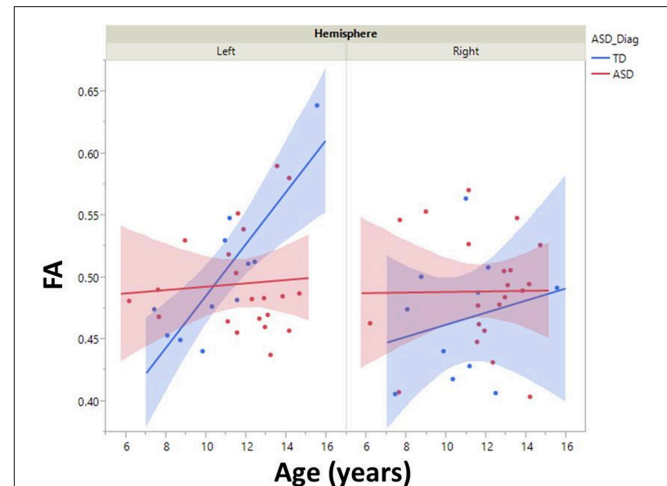 Hemisphere
Left Right
ASD_Diag
TD
ASD
FA
0.65
0.60
0.55
0.50
0.45
0.40
6 8 10 12 14 16 6 8 10 12 14 16
Age (years)